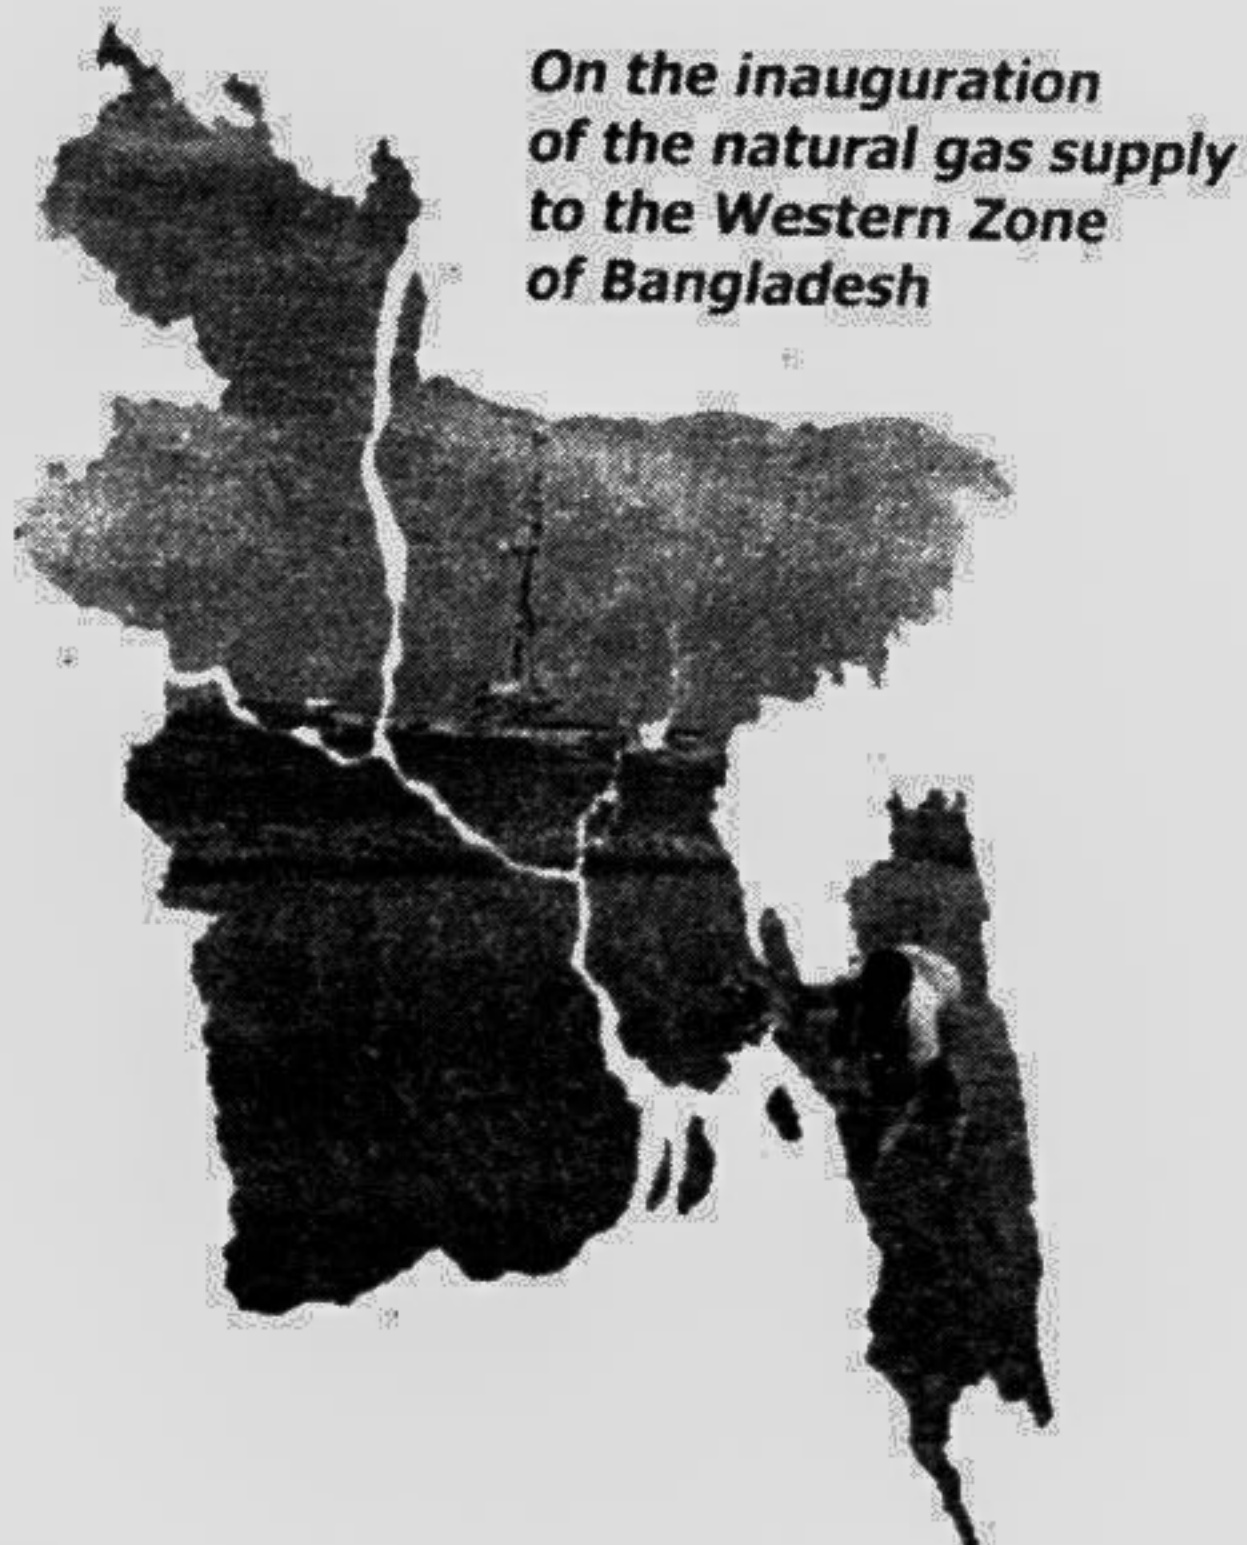 On the inauguration
of the natural gas supply
to the Western Zone
of Bangladesh